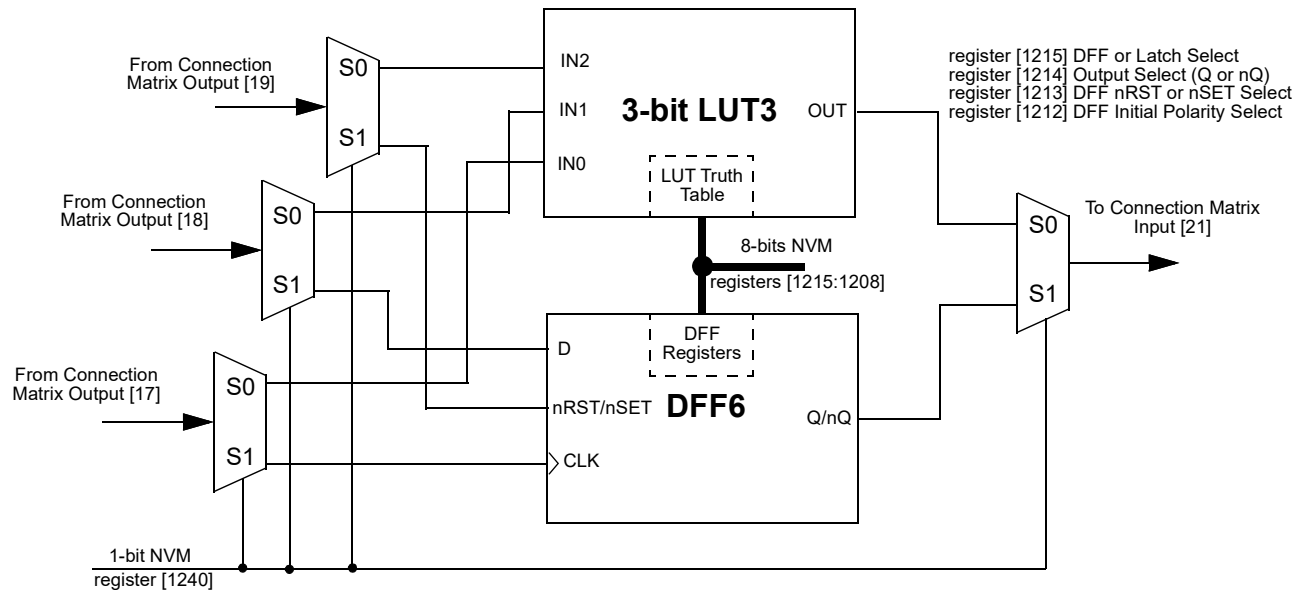 From Connection
Matrix Output [19]
S0
S1
IN2
IN1
IN0
3-bit LUT3
OUT
LUT Truth
Table
register [1215] DFF or Latch Select
register [1214] Output Select (Q or nQ)
register [1213] DFF nRST or nSET Select
register [1212] DFF Initial Polarity Select
From Connection
Matrix Output [18]
S0
S1
8-bits NVM
registers [1215:1208]
S0
S1
To Connection Matrix
Input [21]
From Connection
Matrix Output [17]
S0
S1
D
nRST/nSET
CLK
DFF
Registers
DFF6
Q/nQ
1-bit NVM
register [1240]